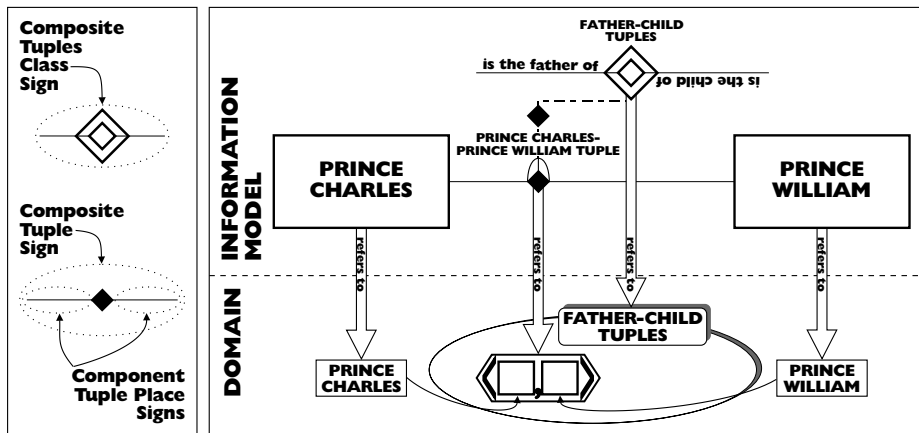 Composite
Tuples
Class
Sign
Composite
Tuple
Sign
Component
Tuple Place
Signs
INFORMATION
MODEL
FATHER-CHILD
TUPLES
is the father of
is the child of
PRINCE CHARLES-
PRINCE WILLIAM TUPLE
PRINCE
CHARLES
PRINCE
WILLIAM
refers to
refers to
refers to
refers to
DOMAIN
FATHER-CHILD
TUPLES
PRINCE
CHARLES
,
PRINCE
WILLIAM